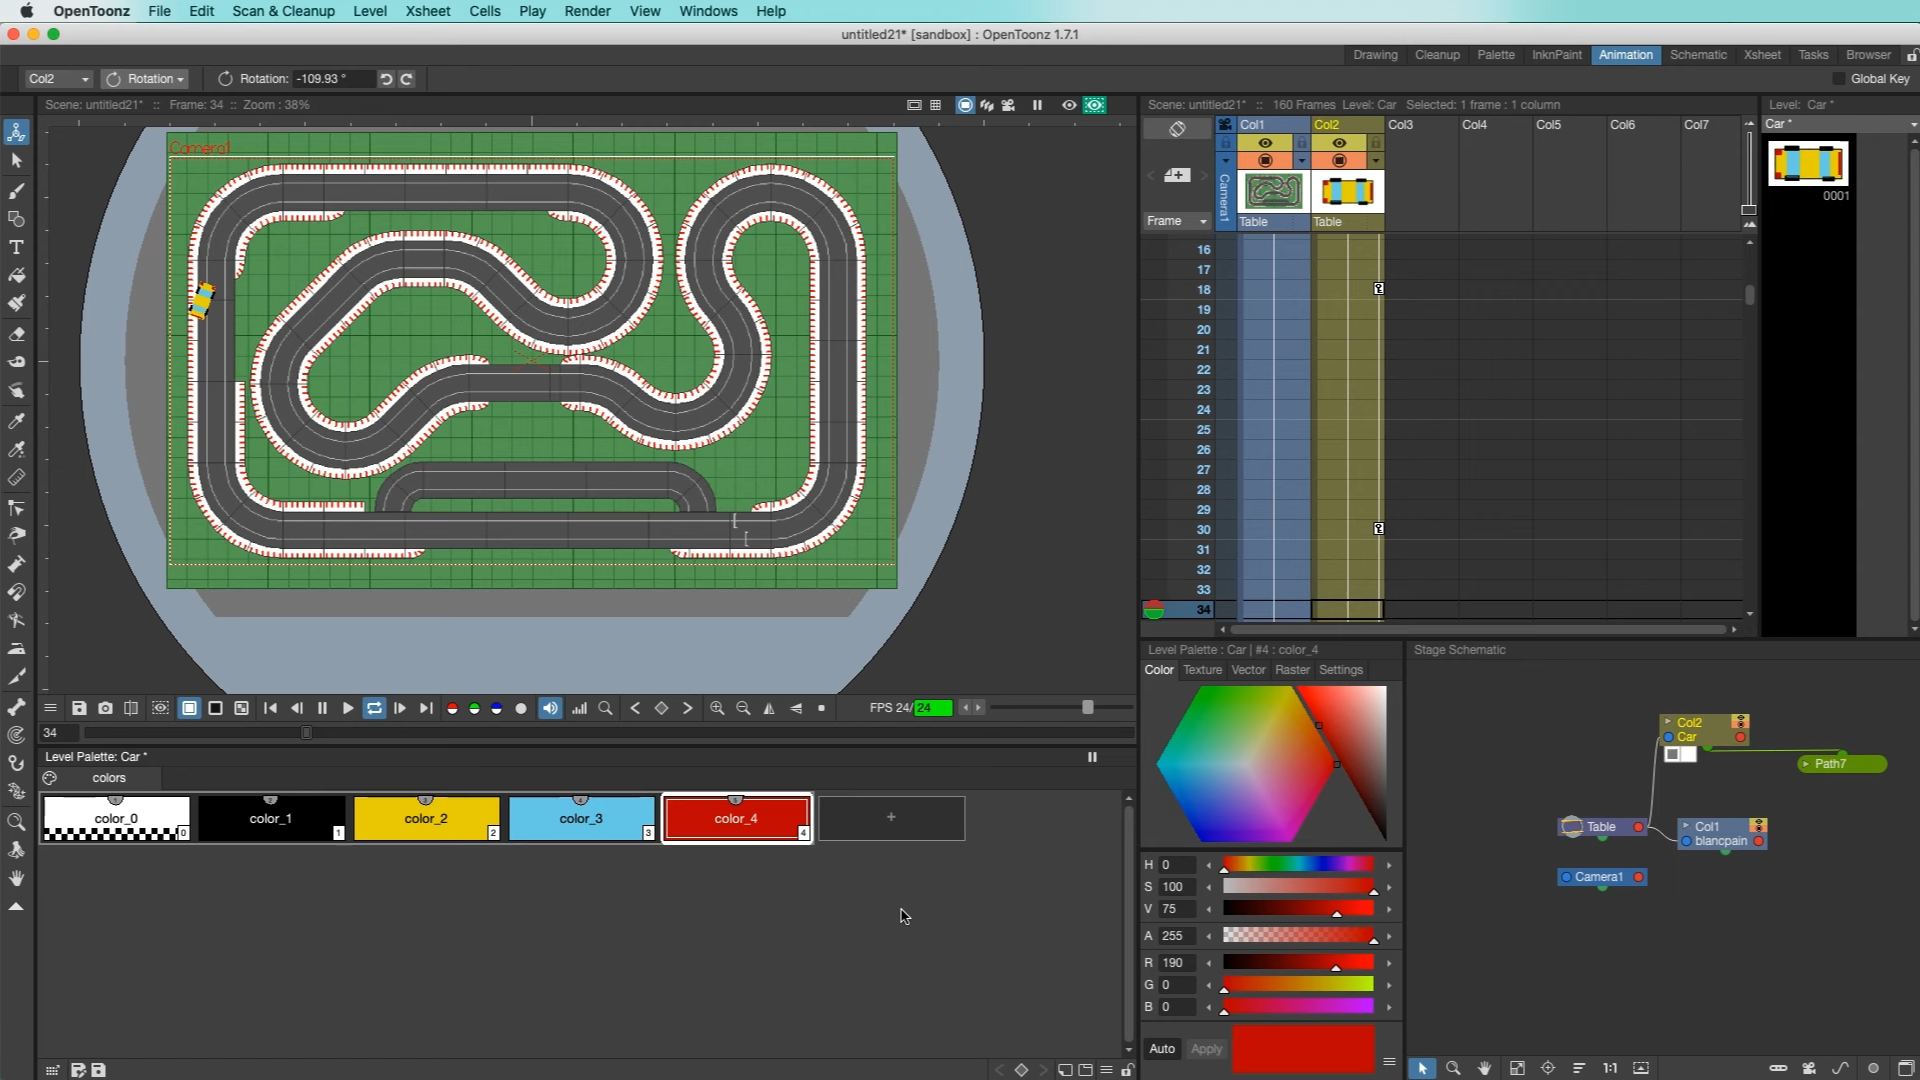 OpenToonz File Edit Scan & Cleanup Level Xsheet Cells Play Render View Windows Help
untitled21* [sandbox] : OpenToonz 1.7.1
Drawing Cleanup Palette InknPaint Animation Schematic Xsheet Tasks Browser
Col2 Rotation Rotation: -109.93 ° Global Key
Scene: untitled21* :: Frame: 34 :: Zoom : 38%
Scene: untitled21* :: 160 Frames Level: Car Selected: 1 frame : 1 column
Level: Car *
Car *
Camera1
Col1 Col2 Col3 Col4 Col5 Col6 Col7
Camera1
Frame Table Table
0001
16
17
18
19
20
21
22
23
24
25
26
27
28
29
30
31
32
33
34
FPS 24/24
34
Level Palette: Car *
colors
color_0 0
color_1 1
color_2 2
color_3 3
color_4 4
+
Level Palette : Car | #4 : color_4
Color Texture Vector Raster Settings
H 0
S 100
V 75
A 255
R 190
G 0
B 0
Auto Apply
Stage Schematic
Col2
Car
Path7
Table
Col1
blancpain
Camera1
1:1